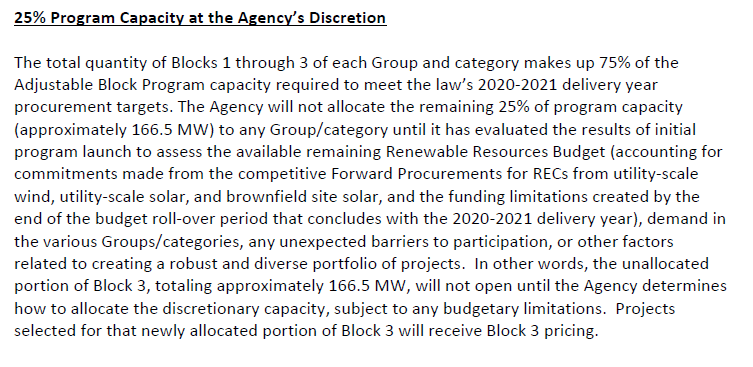 25% Program Capacity at the Agency’s Discretion
The total quantity of Blocks 1 through 3 of each Group and category makes up 75% of the
Adjustable Block Program capacity required to meet the law’s 2020-2021 delivery year
procurement targets. The Agency will not allocate the remaining 25% of program capacity
(approximately 166.5 MW) to any Group/category until it has evaluated the results of initial
program launch to assess the available remaining Renewable Resources Budget (accounting for
commitments made from the competitive Forward Procurements for RECs from utility-scale
wind, utility-scale solar, and brownfield site solar, and the funding limitations created by the
end of the budget roll-over period that concludes with the 2020-2021 delivery year), demand in
the various Groups/categories, any unexpected barriers to participation, or other factors
related to creating a robust and diverse portfolio of projects.  In other words, the unallocated
portion of Block 3, totaling approximately 166.5 MW, will not open until the Agency determines
how to allocate the discretionary capacity, subject to any budgetary limitations.  Projects
selected for that newly allocated portion of Block 3 will receive Block 3 pricing.